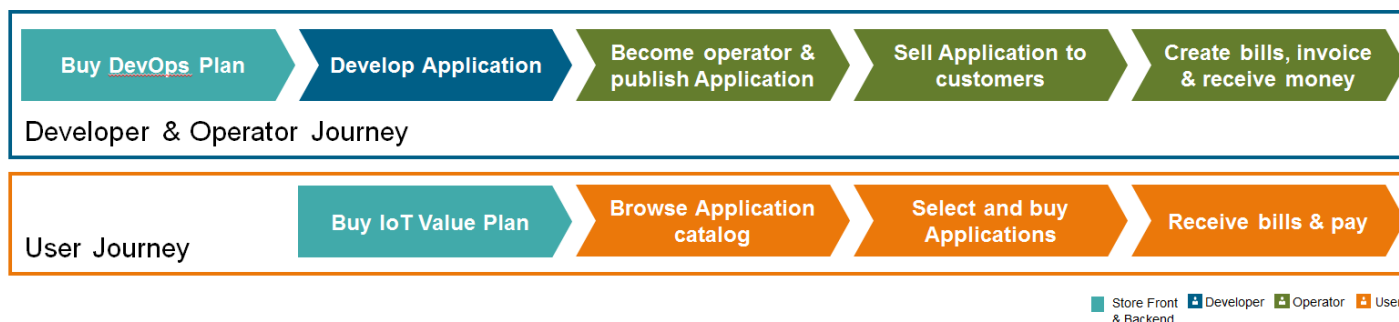 Buy DevOps Plan
Develop Application
Become operator &
publish Application
Sell Application to
customers
Create bills, invoice
& receive money
Developer & Operator Journey
Buy IoT Value Plan
Browse Application
catalog
Select and buy
Applications
Receive bills & pay
User Journey
Store Front
& Backend
Developer
Operator
User